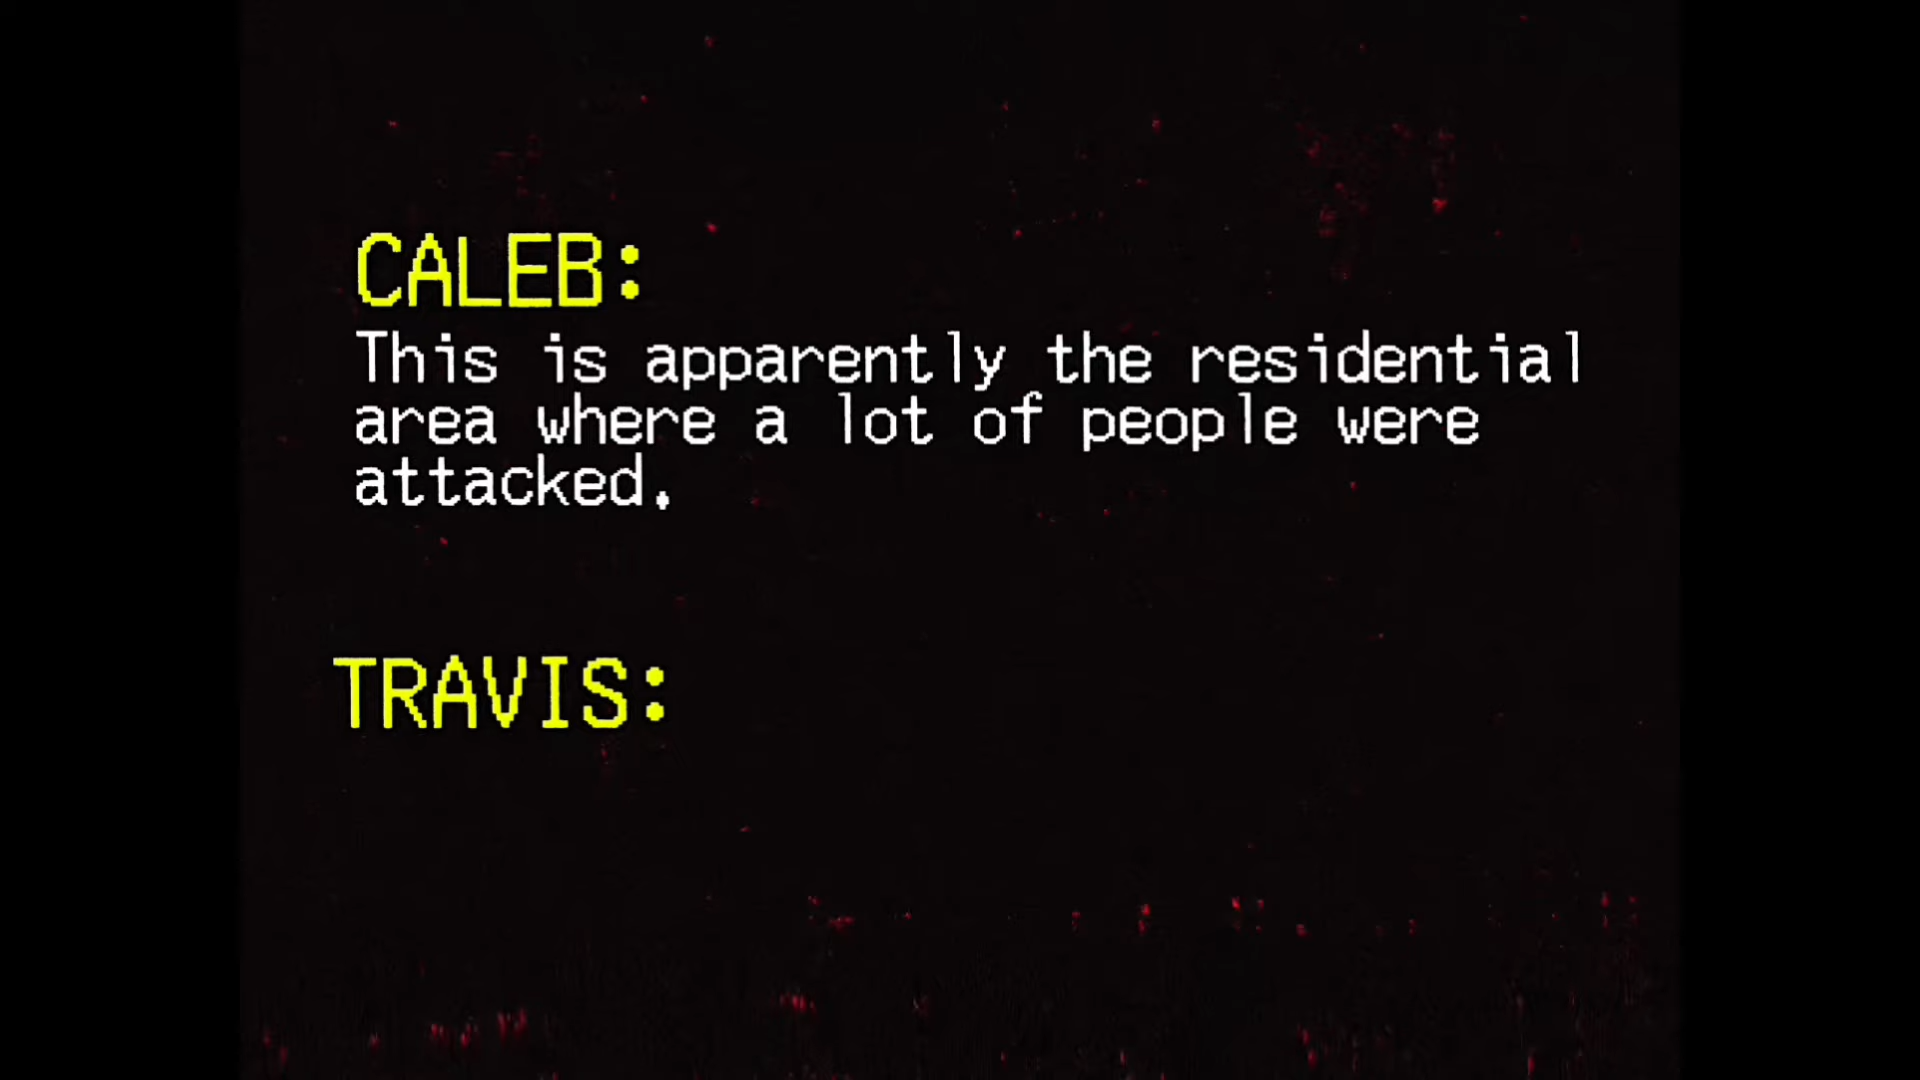 CALEB:
This is apparently the residential
area where a lot of people were
attacked.
TRAVIS: